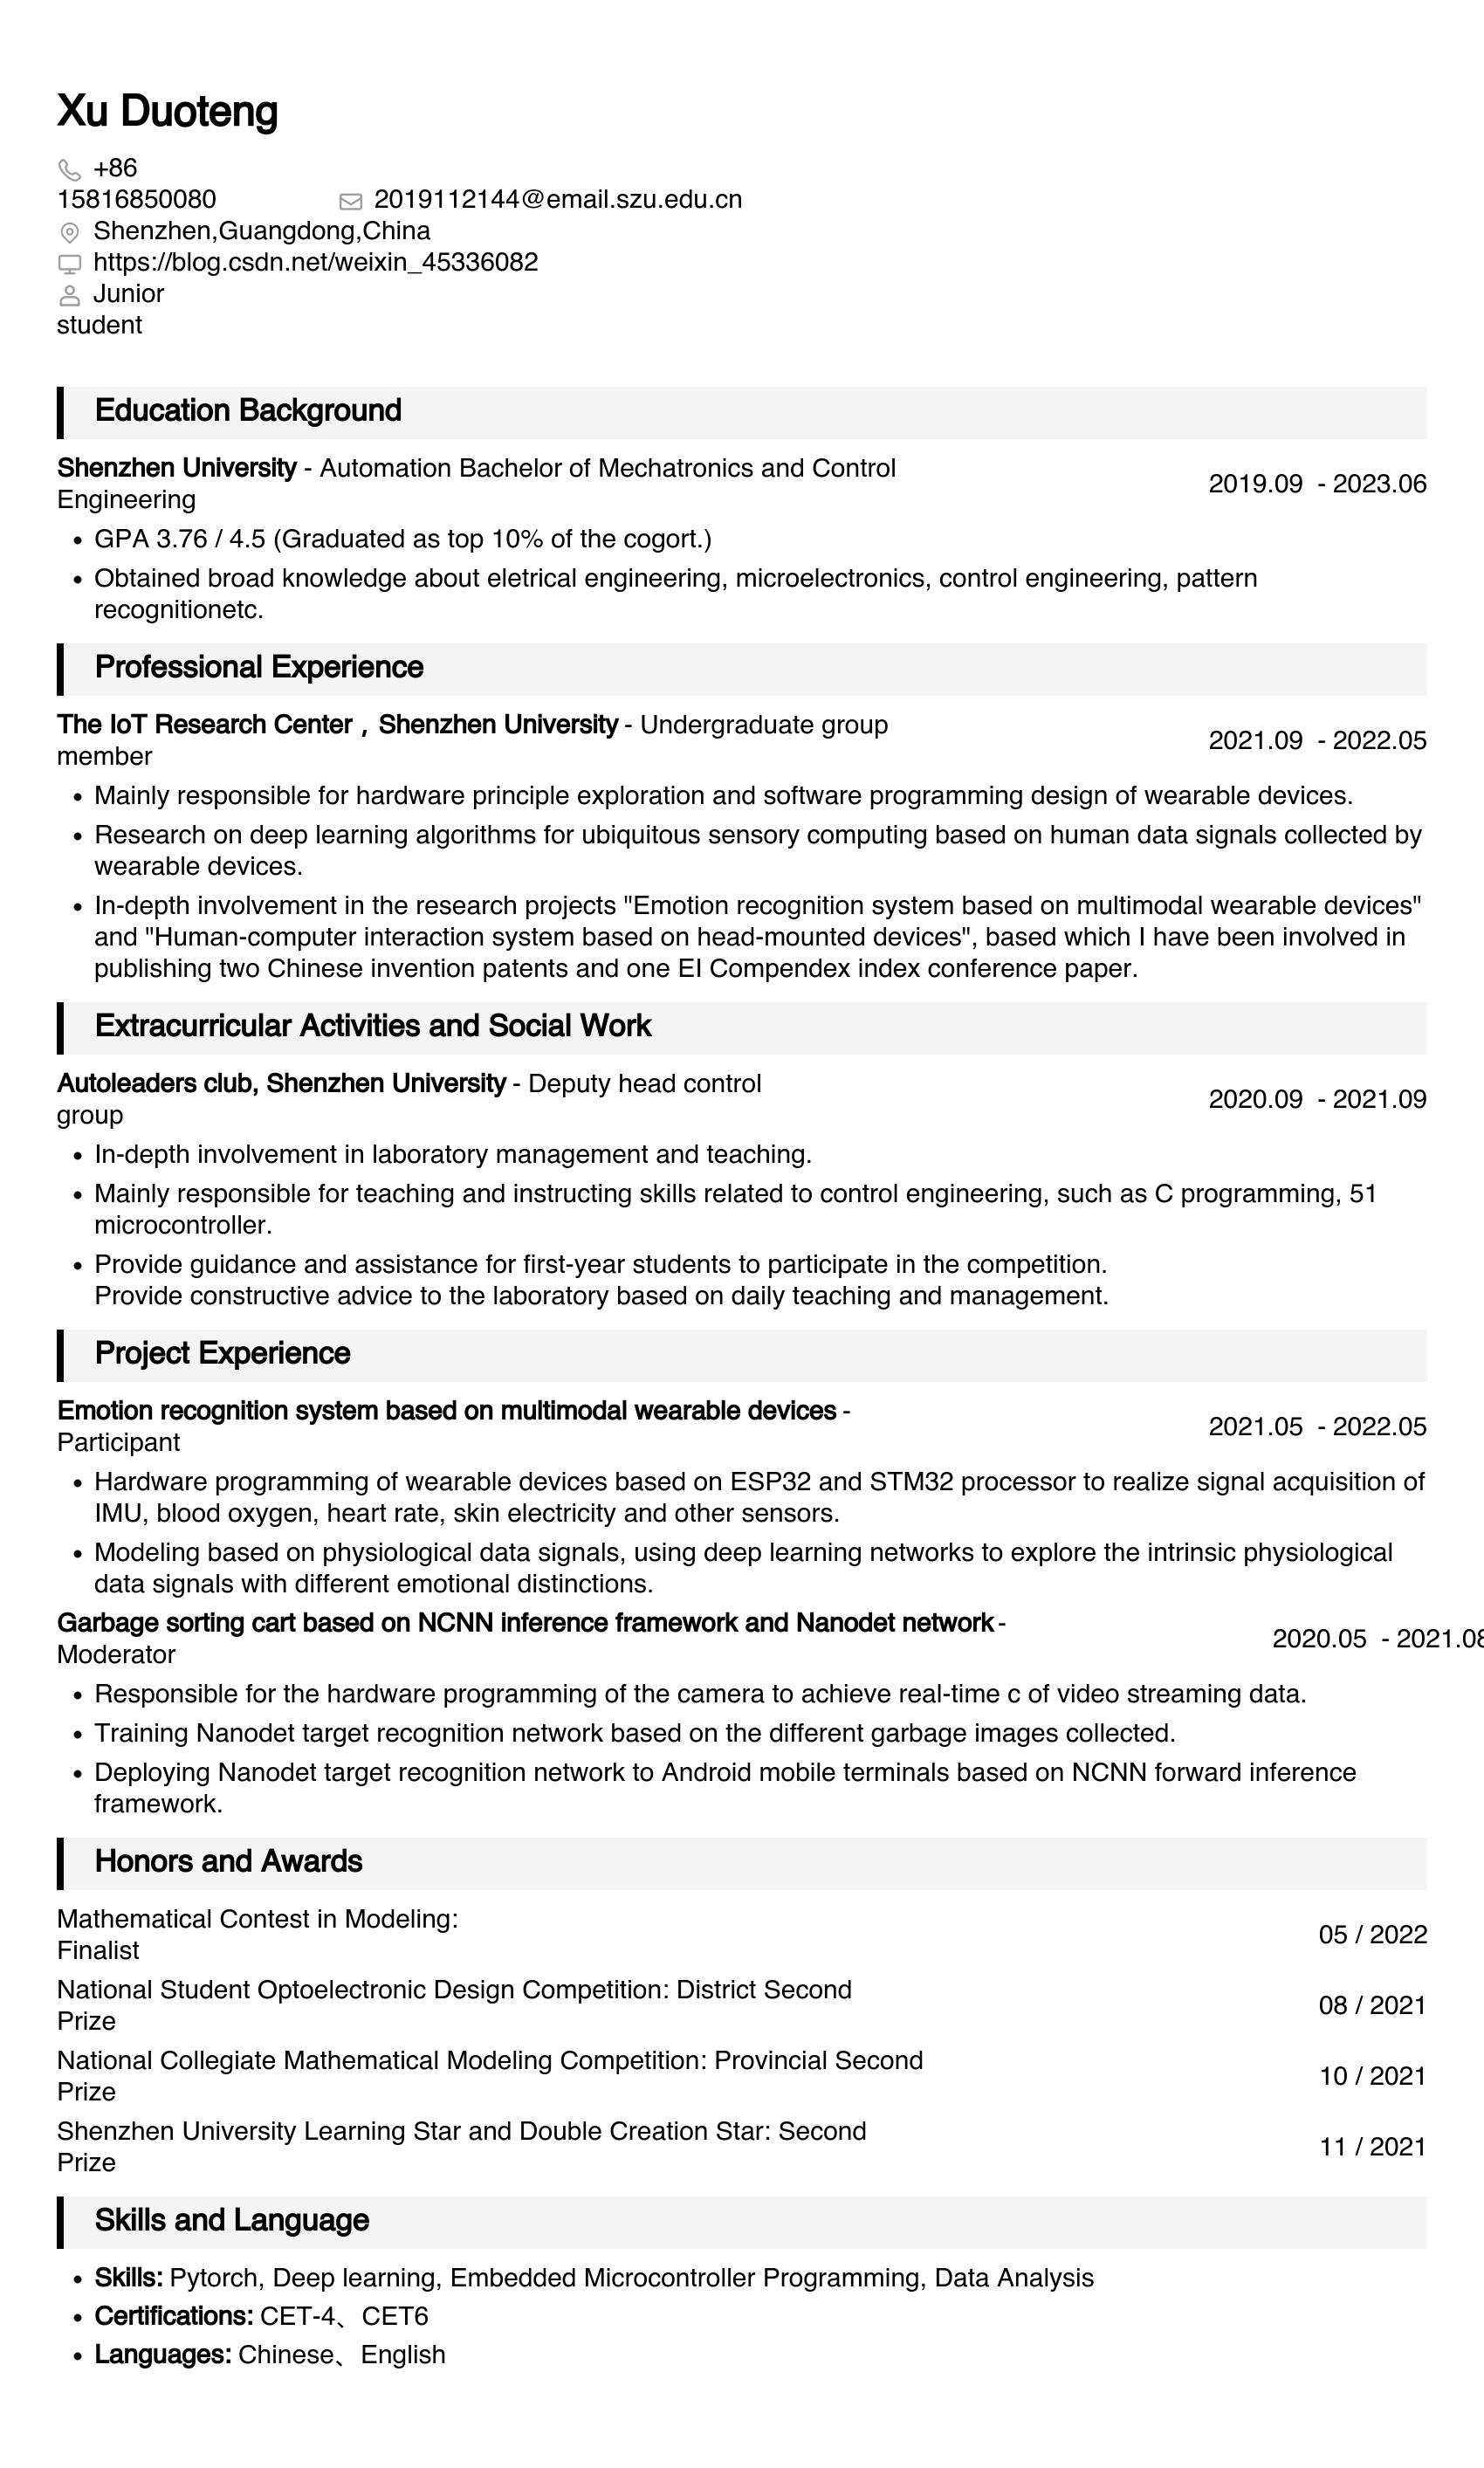 Xu Duoteng
+86
15816850080 2019112144@email.szu.edu.cn
Shenzhen,Guangdong,China
https://blog.csdn.net/weixin_45336082
Junior
student
Education Background
Shenzhen University - Automation Bachelor of Mechatronics and Control
Engineering
2019.09 - 2023.06
• GPA 3.76 / 4.5 (Graduated as top 10% of the cogort.)
• Obtained broad knowledge about eletrical engineering, microelectronics, control engineering, pattern
recognitionetc.
Professional Experience
The IoT Research Center，Shenzhen University - Undergraduate group
member
2021.09 - 2022.05
• Mainly responsible for hardware principle exploration and software programming design of wearable devices.
• Research on deep learning algorithms for ubiquitous sensory computing based on human data signals collected by
wearable devices.
• In-depth involvement in the research projects "Emotion recognition system based on multimodal wearable devices"
and "Human-computer interaction system based on head-mounted devices", based which I have been involved in
publishing two Chinese invention patents and one EI Compendex index conference paper.
Extracurricular Activities and Social Work
Autoleaders club, Shenzhen University - Deputy head control
group
2020.09 - 2021.09
• In-depth involvement in laboratory management and teaching.
• Mainly responsible for teaching and instructing skills related to control engineering, such as C programming, 51
microcontroller.
• Provide guidance and assistance for first-year students to participate in the competition.
Provide constructive advice to the laboratory based on daily teaching and management.
Project Experience
Emotion recognition system based on multimodal wearable devices -
Participant
2021.05 - 2022.05
• Hardware programming of wearable devices based on ESP32 and STM32 processor to realize signal acquisition of
IMU, blood oxygen, heart rate, skin electricity and other sensors.
• Modeling based on physiological data signals, using deep learning networks to explore the intrinsic physiological
data signals with different emotional distinctions.
Garbage sorting cart based on NCNN inference framework and Nanodet network -
Moderator
2020.05 - 2021.08
• Responsible for the hardware programming of the camera to achieve real-time c of video streaming data.
• Training Nanodet target recognition network based on the different garbage images collected.
• Deploying Nanodet target recognition network to Android mobile terminals based on NCNN forward inference
framework.
Honors and Awards
Mathematical Contest in Modeling:
Finalist
05 / 2022
National Student Optoelectronic Design Competition: District Second
Prize
08 / 2021
National Collegiate Mathematical Modeling Competition: Provincial Second
Prize
10 / 2021
Shenzhen University Learning Star and Double Creation Star: Second
Prize
11 / 2021
Skills and Language
• Skills: Pytorch, Deep learning, Embedded Microcontroller Programming, Data Analysis
• Certifications: CET-4、CET6
• Languages: Chinese、English